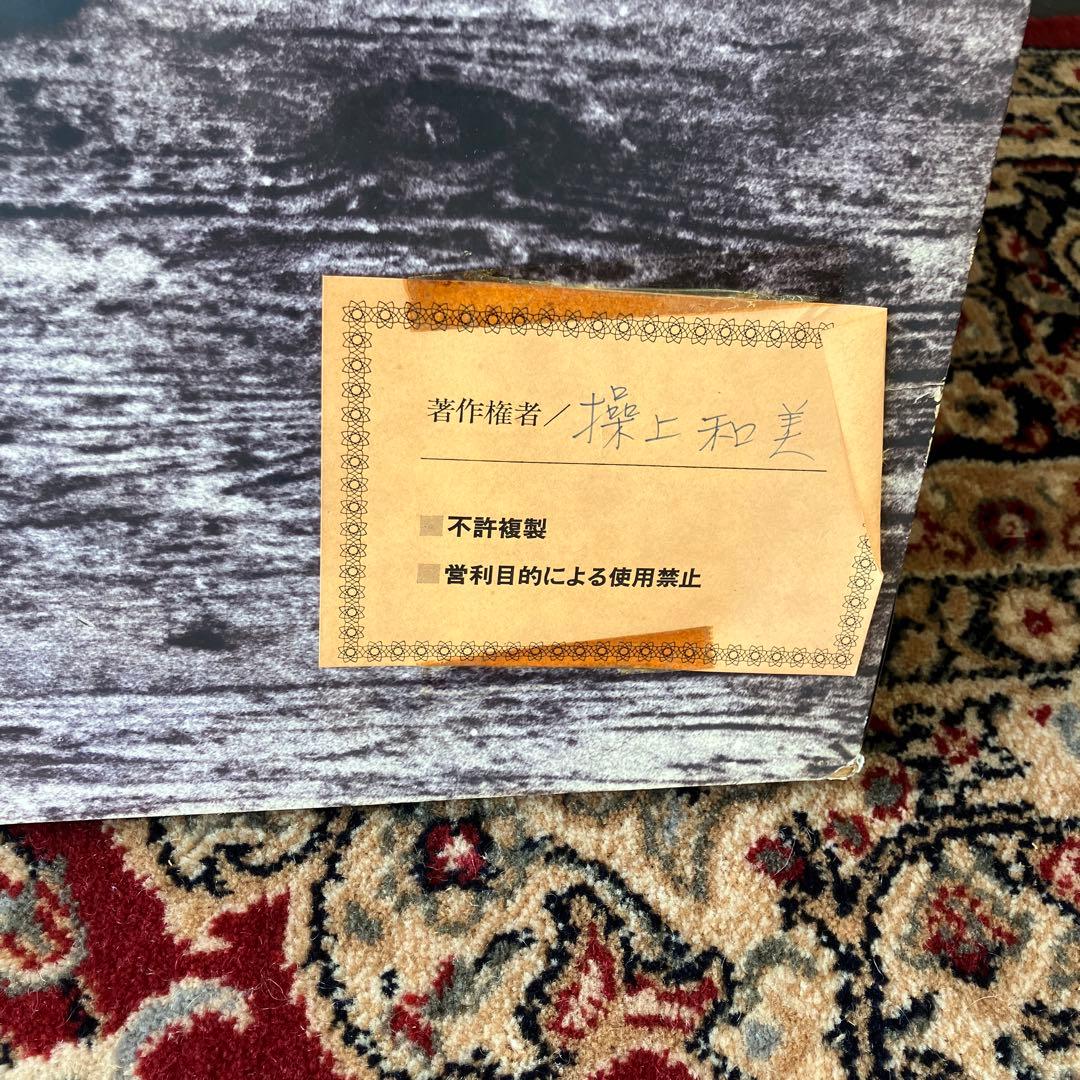 著作権者/操上和美
不許複製
営利目的による使用禁止